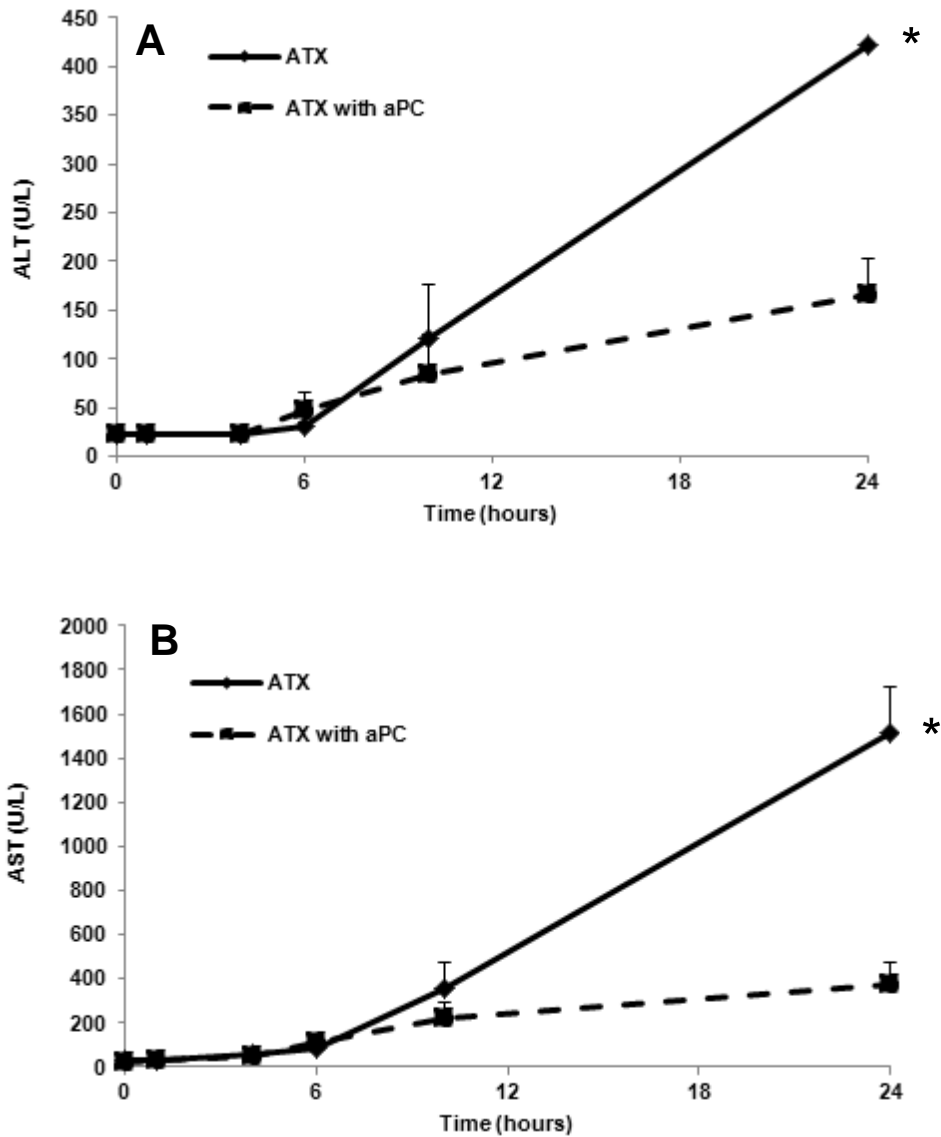 A
ATX
ATX with aPC
*
ALT (U/L)
450
400
350
300
250
200
150
100
50
0
0 6 12 18 24
Time (hours)
B
ATX
ATX with aPC
*
AST (U/L)
2000
1800
1600
1400
1200
1000
800
600
400
200
0
0 6 12 18 24
Time (hours)